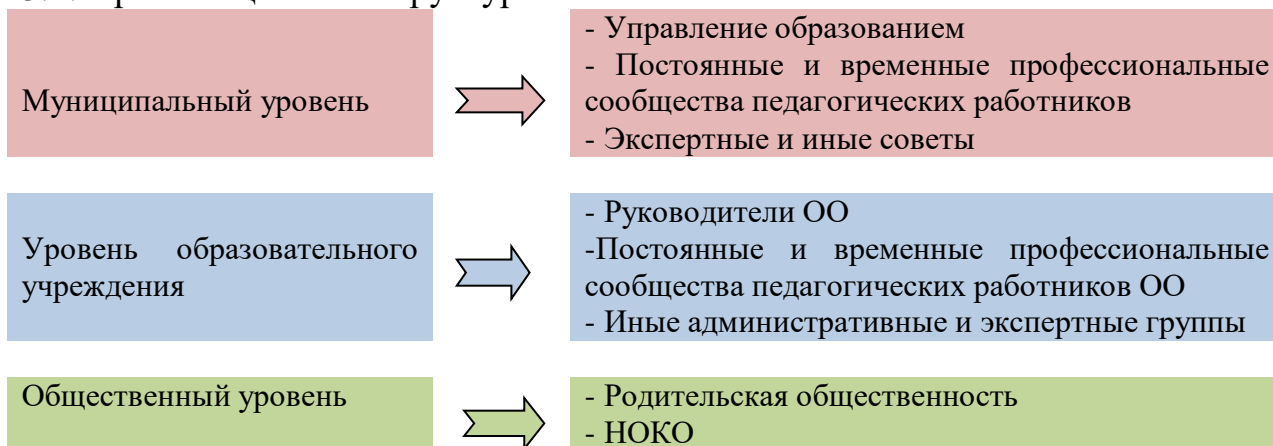 Муниципальный уровень
- Управление образованием
- Постоянные и временные профессиональные
сообщества педагогических работников
- Экспертные и иные советы
Уровень образовательного
учреждения
- Руководители ОО
-Постоянные и временные профессиональные
сообщества педагогических работников ОО
- Иные административные и экспертные группы
Общественный уровень
- Родительская общественность
- НОКО